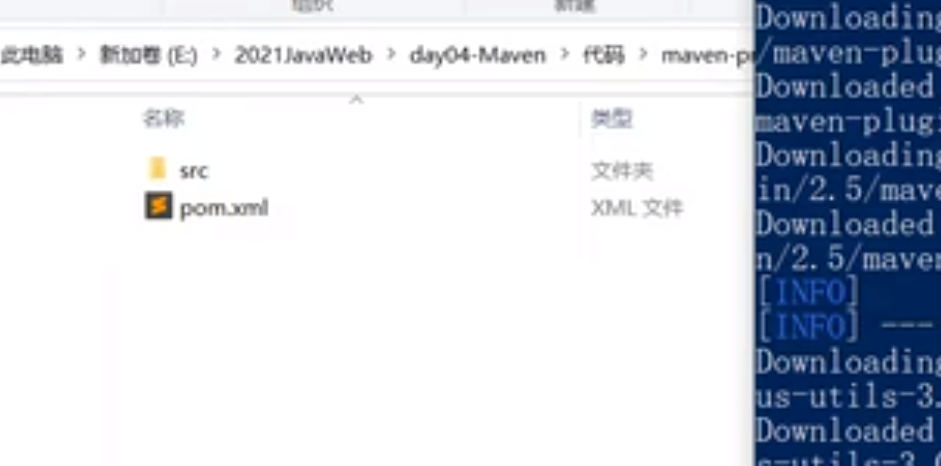 组织
新建
此电脑 > 新加卷 (E:) > 2021JavaWeb > day04-Maven > 代码 > maven-p
名称 类型
src 文件夹
pom.xml XML 文件
Downloading
/maven-plug
Downloaded
maven-plug
Downloading
in/2.5/mave
Downloaded
n/2.5/maven
[INFO]
[INFO] ---
Downloading
us-utils-3.
Downloaded
s-utils-3.